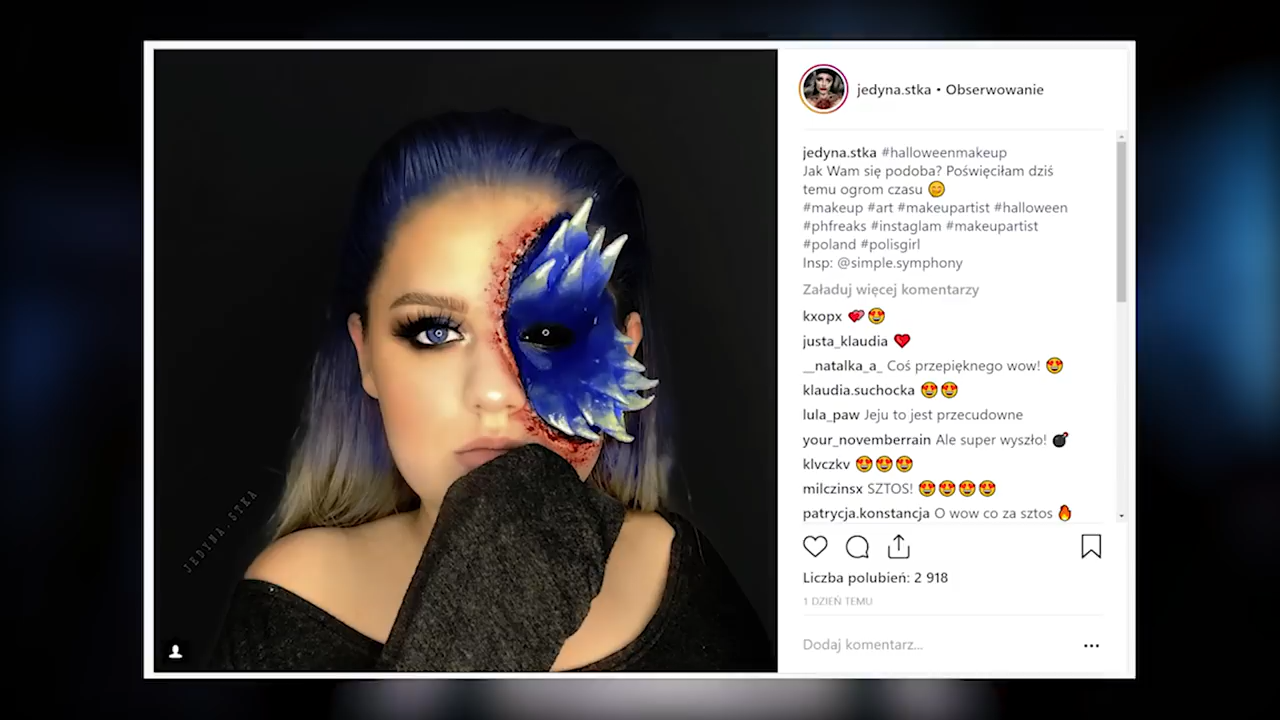 JEDYNA.STKA
jedyna.stka • Obserwowanie
jedyna.stka #halloweenmakeup
Jak Wam się podoba? Poświęciłam dziś
temu ogrom czasu 😊
#makeup #art #makeupartist #halloween
#phfreaks #instaglam #makeupartist
#poland #polisgirl
Insp: @simple.symphony
Załaduj więcej komentarzy
kxopx 💕😍
justa_klaudia ❤️
__natalka_a_ Coś przepięknego wow! 😍
klaudia.suchocka 😍😍
lula_paw Jeju to jest przecudowne
your_novemberrain Ale super wyszło! 💣
klvczkv 😍😍😍
milczinsx SZTOS! 😍😍😍😍
patrycja.konstancja O wow co za sztos 🔥
Liczba polubień: 2 918
1 DZIEŃ TEMU
Dodaj komentarz...